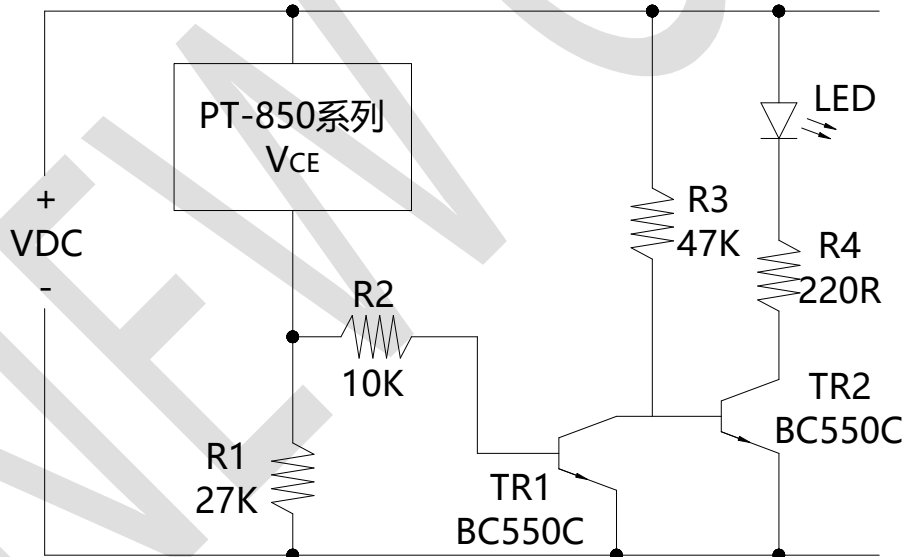 PT-850系列
VCE
LED
+
VDC
-
R3
47K
R4
220R
R2
10K
R1
27K
TR1
BC550C
TR2
BC550C